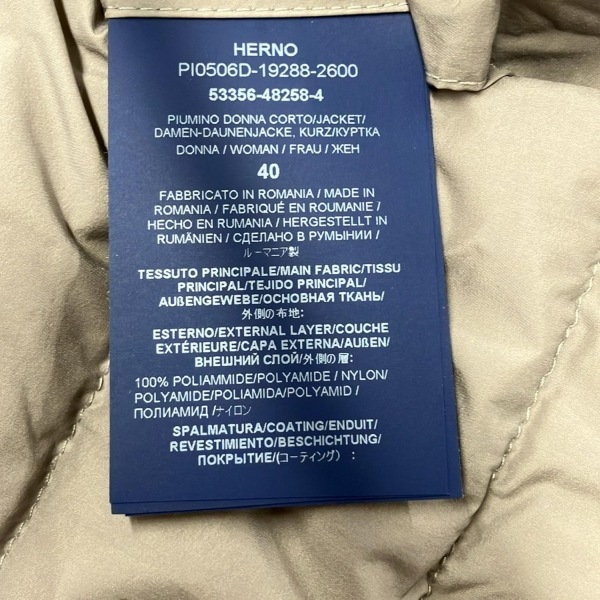 HERNO
PI0506D-19288-2600
53356-48258-4
PIUMINO DONNA CORTO/JACKET/
DAMEN-DAUNENJACKE, KURZ/КУРТКА
DONNA / WOMAN / FRAU / ЖЕН
40
FABBRICATO IN ROMANIA / MADE IN
ROMANIA / FABRIQUÉ EN ROUMANIE /
HECHO EN RUMANIA / HERGESTELLT IN
RUMÄNIEN / СДЕЛАНО В РУМЫНИИ /
ルーマニア製
TESSUTO PRINCIPALE/MAIN FABRIC/TISSU
PRINCIPAL/TEJIDO PRINCIPAL/
AUßENGEWEBE/ОСНОВНАЯ ТКАНЬ/
外側の布地:
ESTERNO/EXTERNAL LAYER/COUCHE
EXTÉRIEURE/CAPA EXTERNA/AUßEN/
ВНЕШНИЙ СЛОЙ/外側の層:
100% POLIAMMIDE/POLYAMIDE / NYLON/
POLYAMIDE/POLIAMIDA/POLYAMID /
ПОЛИАМИД /ナイロン
SPALMATURA/COATING/ENDUIT/
REVESTIMIENTO/BESCHICHTUNG/
ПОКРЫТИЕ/(コーティング) :